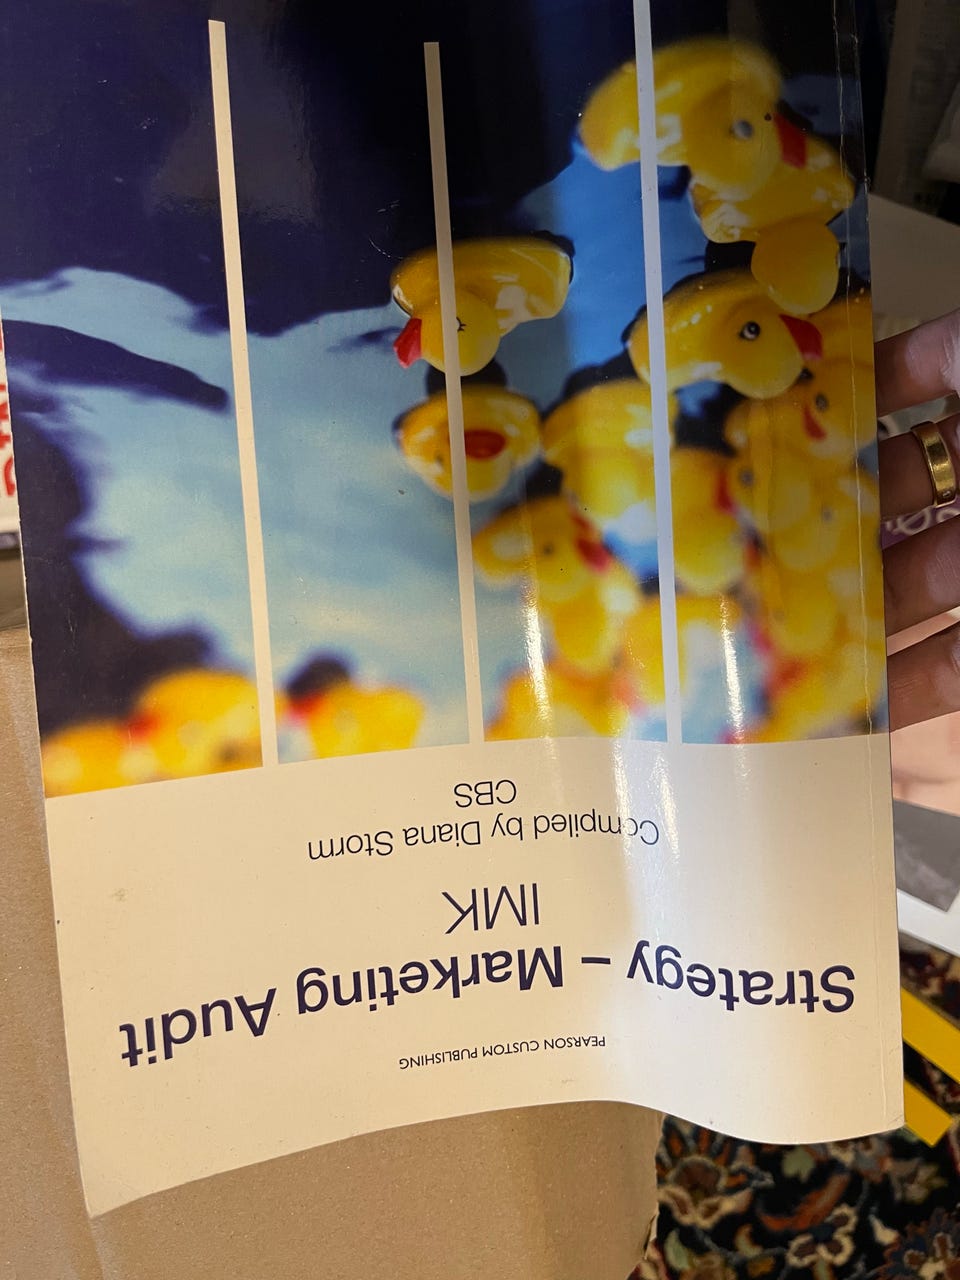 PEARSON CUSTOM PUBLISHING
Strategy – Marketing Audit
IMK
Compiled by Diana Storm
CBS